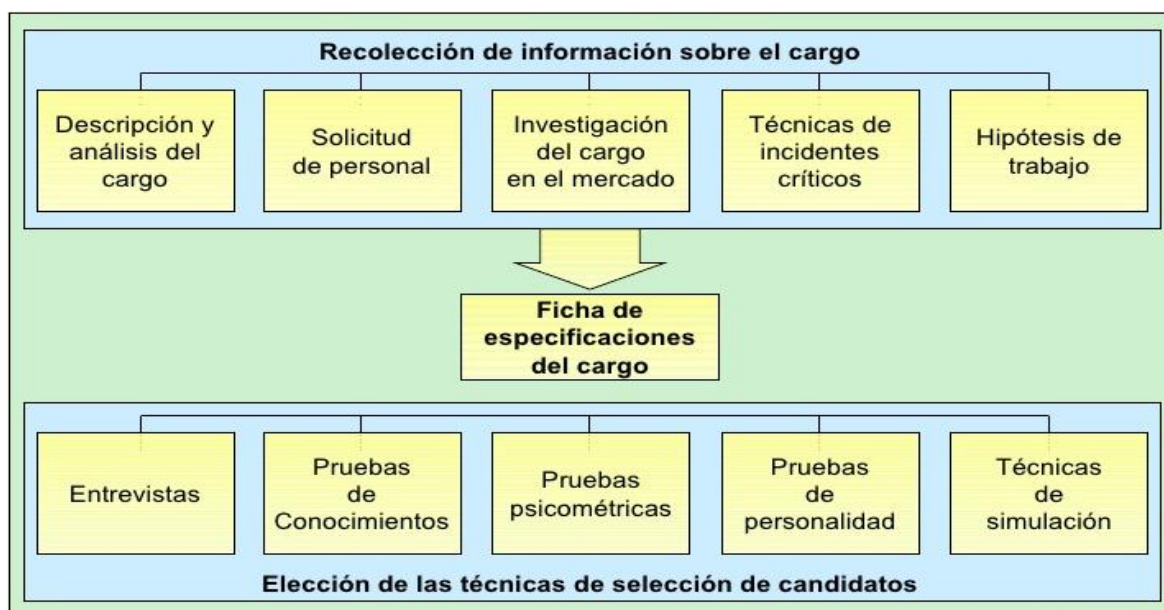 Recolección de información sobre el cargo
Descripción y
análisis del
cargo
Solicitud
de personal
Investigación
del cargo
en el mercado
Técnicas de
incidentes
críticos
Hipótesis de
trabajo
Ficha de
especificaciones
del cargo
Entrevistas
Pruebas
de
Conocimientos
Pruebas
psicométricas
Pruebas
de
personalidad
Técnicas
de
simulación
Elección de las técnicas de selección de candidatos